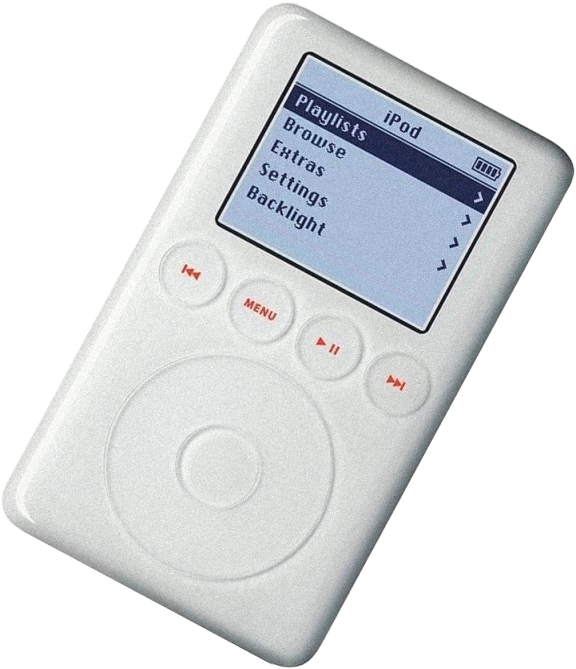 iPod
Playlists
Browse
Extras
Settings
Backlight
MENU